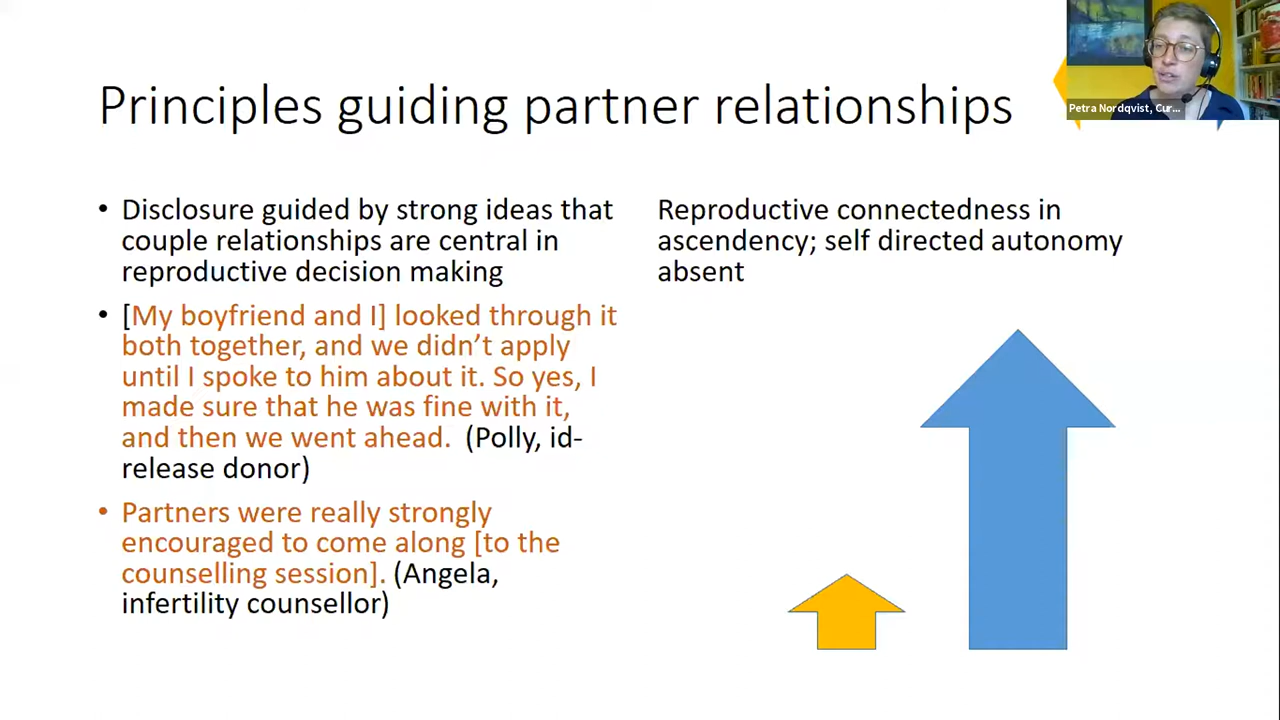 Principles guiding partner relationships
Petra Nordqvist, Cur...
• Disclosure guided by strong ideas that
couple relationships are central in
reproductive decision making
• [My boyfriend and I] looked through it
both together, and we didn’t apply
until I spoke to him about it. So yes, I
made sure that he was fine with it,
and then we went ahead. (Polly, id-
release donor)
• Partners were really strongly
encouraged to come along [to the
counselling session]. (Angela,
infertility counsellor)
Reproductive connectedness in
ascendency; self directed autonomy
absent